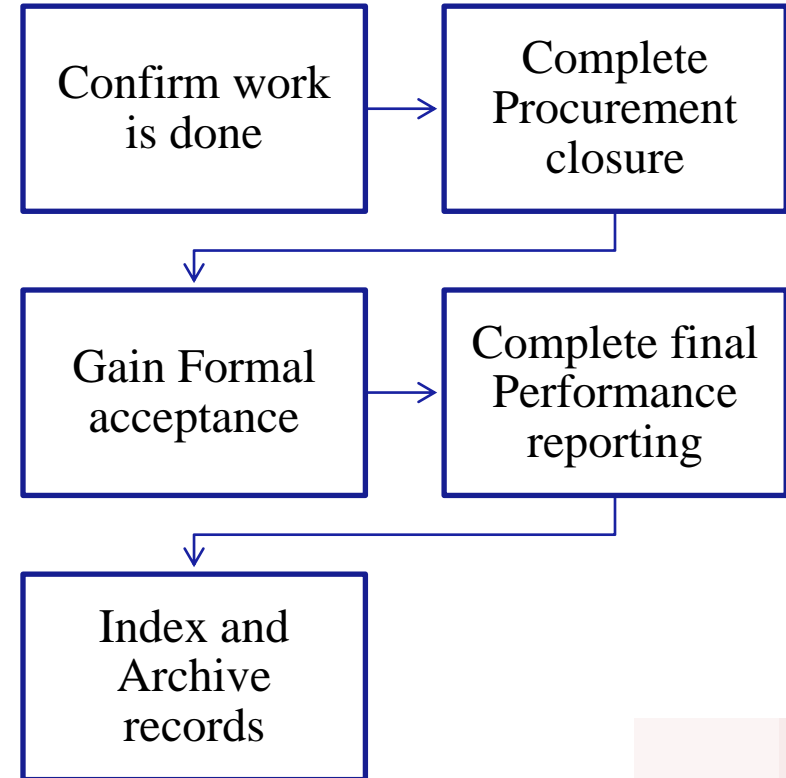 Confirm work
is done
Complete
Procurement
closure
Gain Formal
acceptance
Complete final
Performance
reporting
Index and
Archive
records